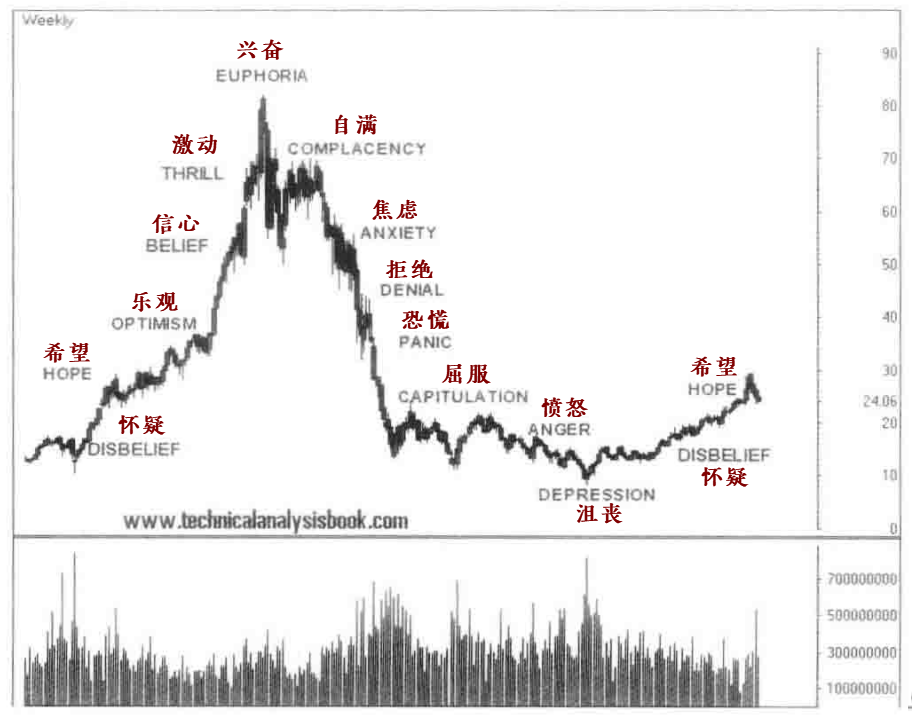 Weekly
兴奋
EUPHORIA
90
80
自满
COMPLACENCY
激动
THRILL
70
信心
BELIEF
焦虑
ANXIETY
60
拒绝
DENIAL
50
乐观
OPTIMISM
恐慌
PANIC
40
希望
HOPE
屈服
CAPITULATION
希望
HOPE
30
24.06
怀疑
DISBELIEF
愤怒
ANGER
20
DISBELIEF
怀疑
10
DEPRESSION
沮丧
www.technicalanalysisbook.com
0
700000000
500000000
300000000
100000000